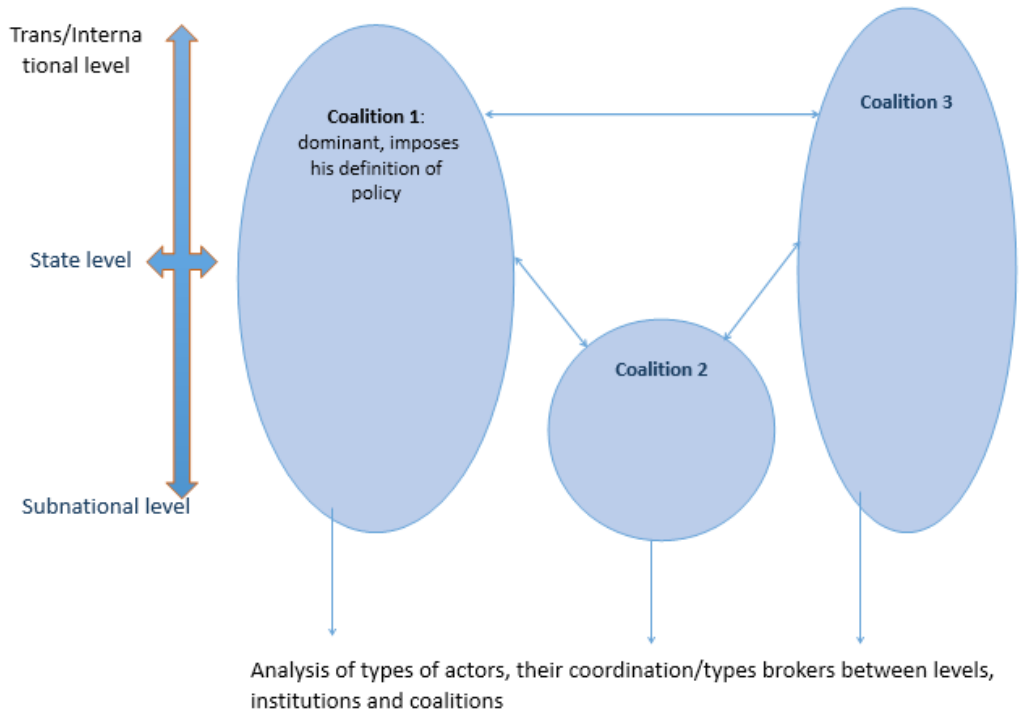 Trans/Interna
tional level
Coalition 1:
dominant, imposes
his definition of
policy
Coalition 3
State level
Coalition 2
Subnational level
Analysis of types of actors, their coordination/types brokers between levels,
institutions and coalitions